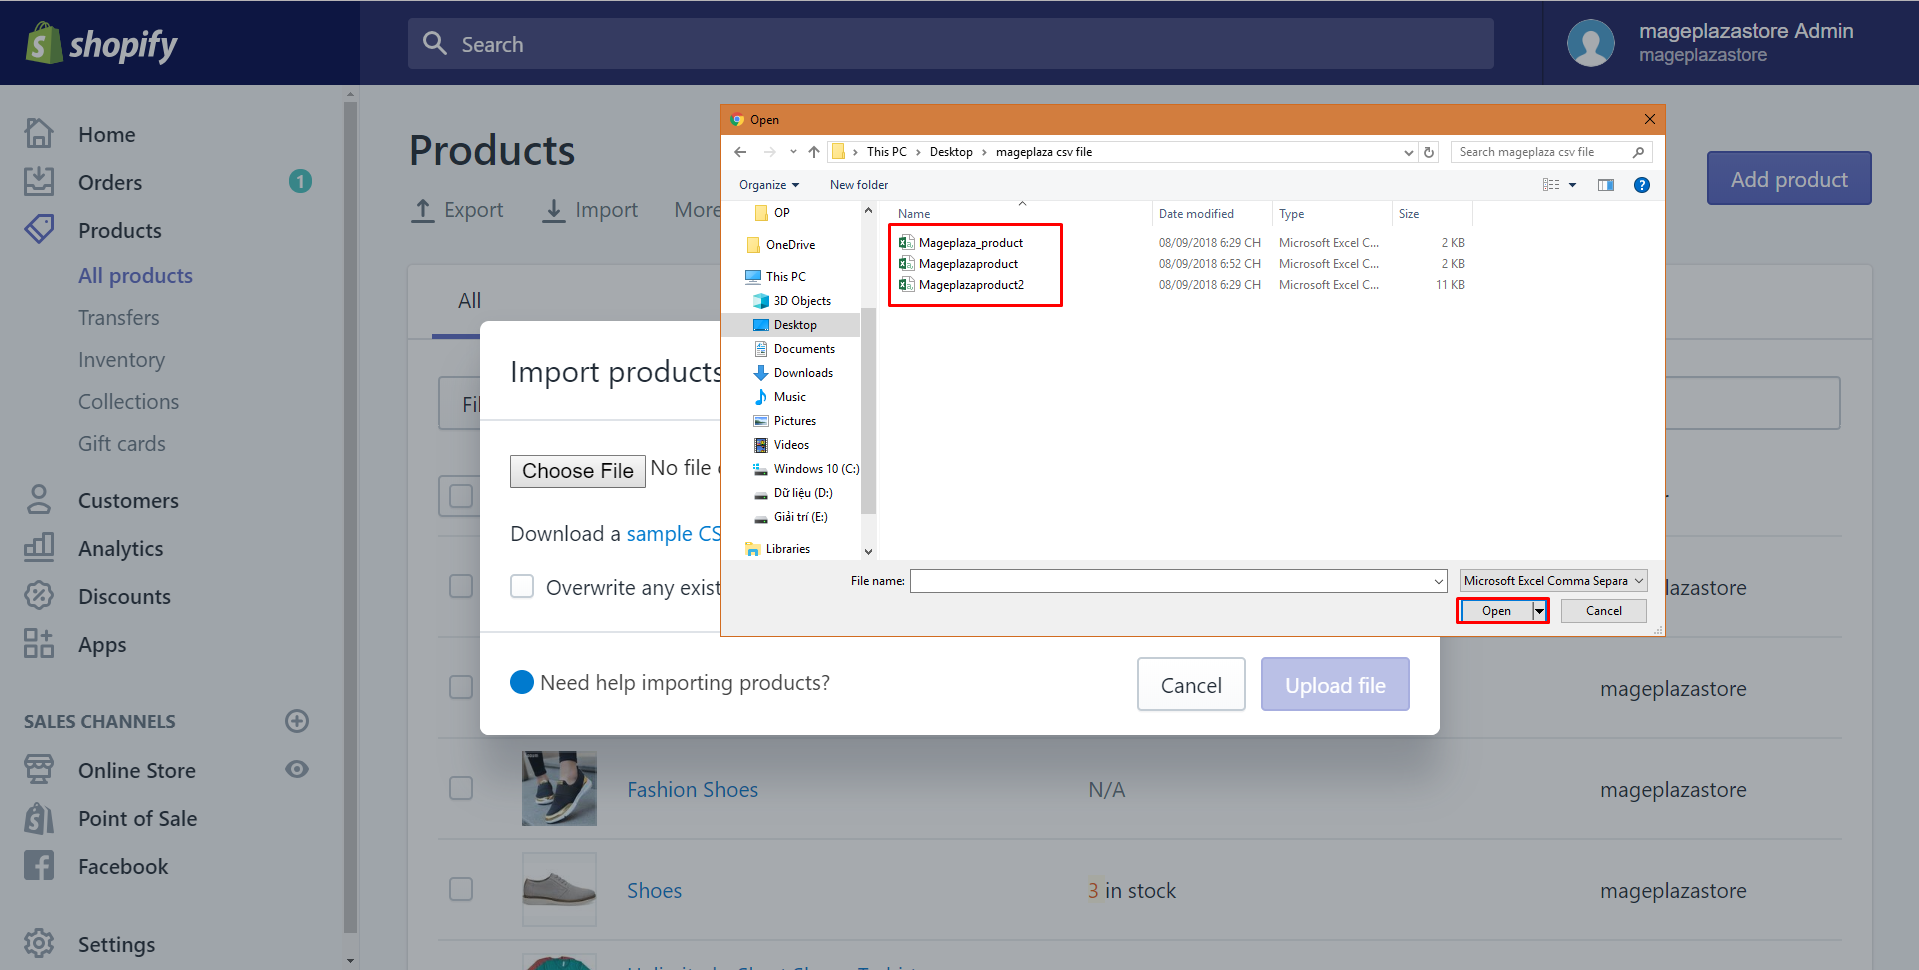 shopify
Search
mageplazastore Admin
mageplazastore
Home
Orders
1
Products
All products
Transfers
Inventory
Collections
Gift cards
Customers
Analytics
Discounts
Apps
SALES CHANNELS
Online Store
Point of Sale
Facebook
Settings
Products
Export
Import
More
Add product
All
Import products
Choose File
No file
Download a sample CS
Overwrite any exist
Need help importing products?
Cancel
Upload file
Open
This PC
Desktop
mageplaza csv file
Search mageplaza csv file
Organize
New folder
?
OP
OneDrive
This PC
3D Objects
Desktop
Documents
Downloads
Music
Pictures
Videos
Windows 10 (C:)
Dữ liệu (D:)
Giải trí (E:)
Libraries
Name Date modified Type Size
Mageplaza_product 08/09/2018 6:29 CH Microsoft Excel C... 2 KB
Mageplazaproduct 08/09/2018 6:52 CH Microsoft Excel C... 2 KB
Mageplazaproduct2 08/09/2018 6:29 CH Microsoft Excel C... 11 KB
File name:
Microsoft Excel Comma Separa
Open
Cancel
lazastore
mageplazastore
Fashion Shoes N/A mageplazastore
Shoes 3 in stock mageplazastore